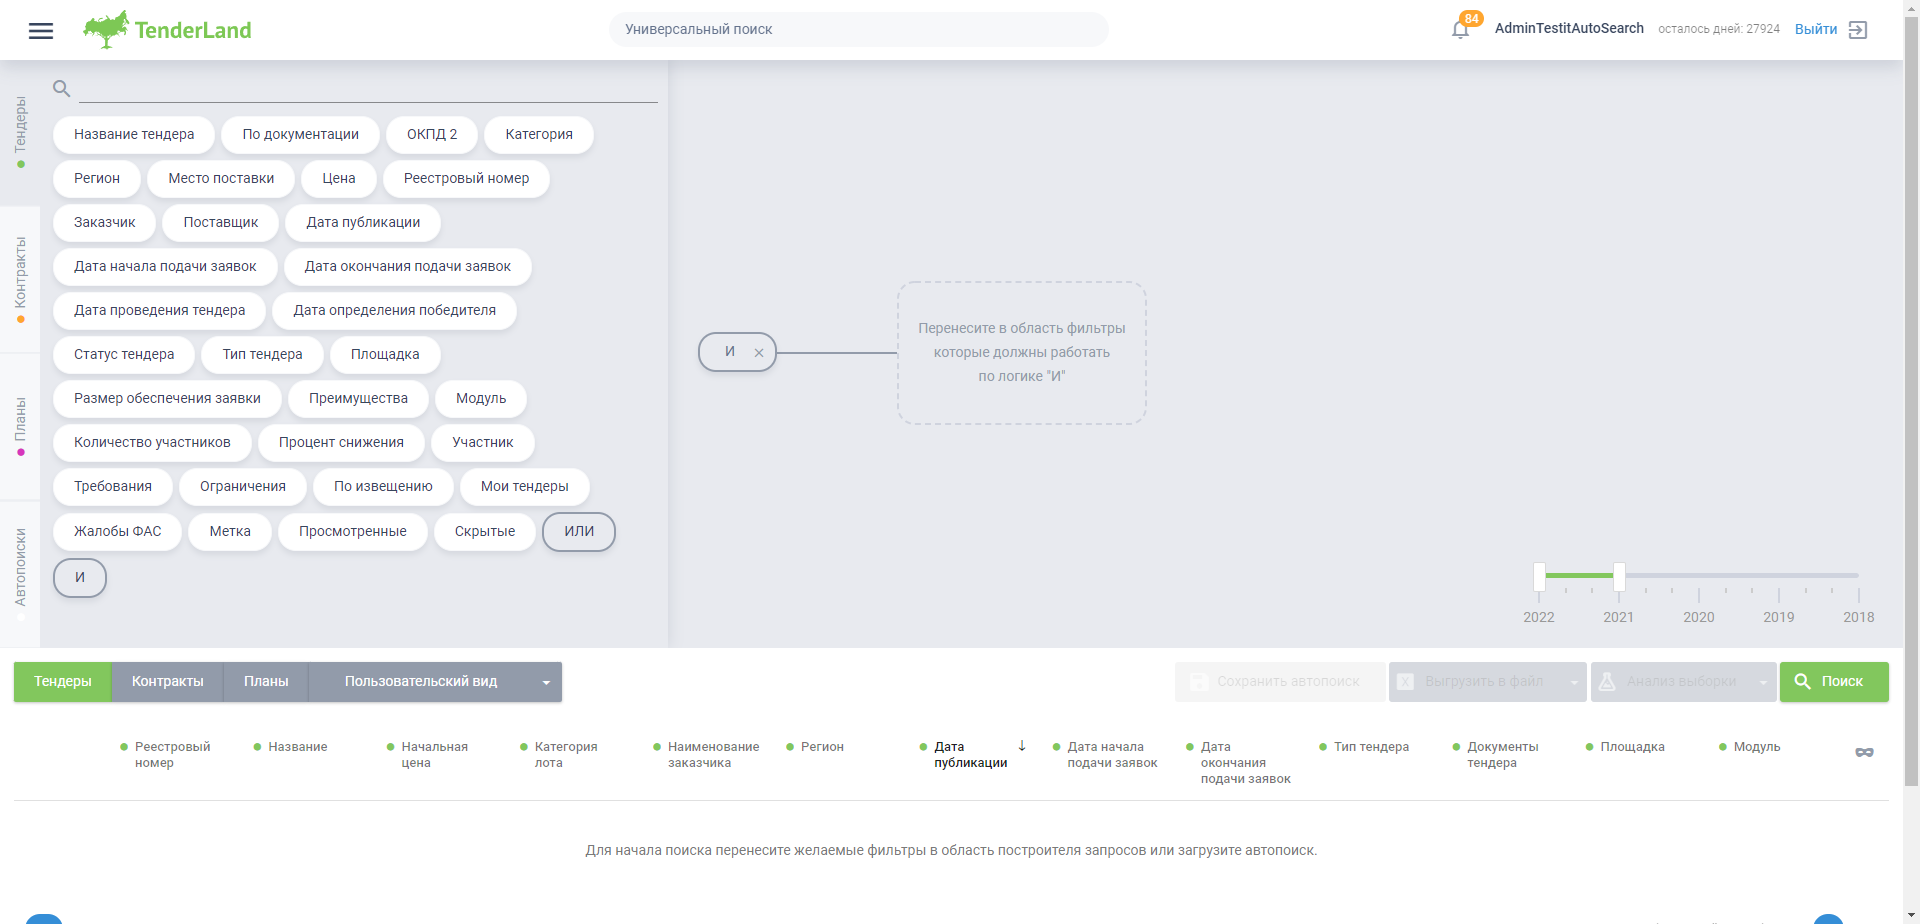 TenderLand
Универсальный поиск
84
AdminTestitAutoSearch
осталось дней: 27924
Выйти
Тендеры
Контракты
Планы
Автопоиски
Название тендера
По документации
ОКПД 2
Категория
Регион
Место поставки
Цена
Реестровый номер
Заказчик
Поставщик
Дата публикации
Дата начала подачи заявок
Дата окончания подачи заявок
Дата проведения тендера
Дата определения победителя
Статус тендера
Тип тендера
Площадка
Размер обеспечения заявки
Преимущества
Модуль
Количество участников
Процент снижения
Участник
Требования
Ограничения
По извещению
Мои тендеры
Жалобы ФАС
Метка
Просмотренные
Скрытые
ИЛИ
И
И
Перенесите в область фильтры
которые должны работать
по логике "И"
2022
2021
2020
2019
2018
Тендеры
Контракты
Планы
Пользовательский вид
Сохранить автопоиск
Выгрузить в файл
Анализ выборки
Поиск
Реестровый
номер
Название
Начальная
цена
Категория
лота
Наименование
заказчика
Регион
Дата
публикации
Дата начала
подачи заявок
Дата
окончания
подачи заявок
Тип тендера
Документы
тендера
Площадка
Модуль
Для начала поиска перенесите желаемые фильтры в область построителя запросов или загрузите автопоиск.